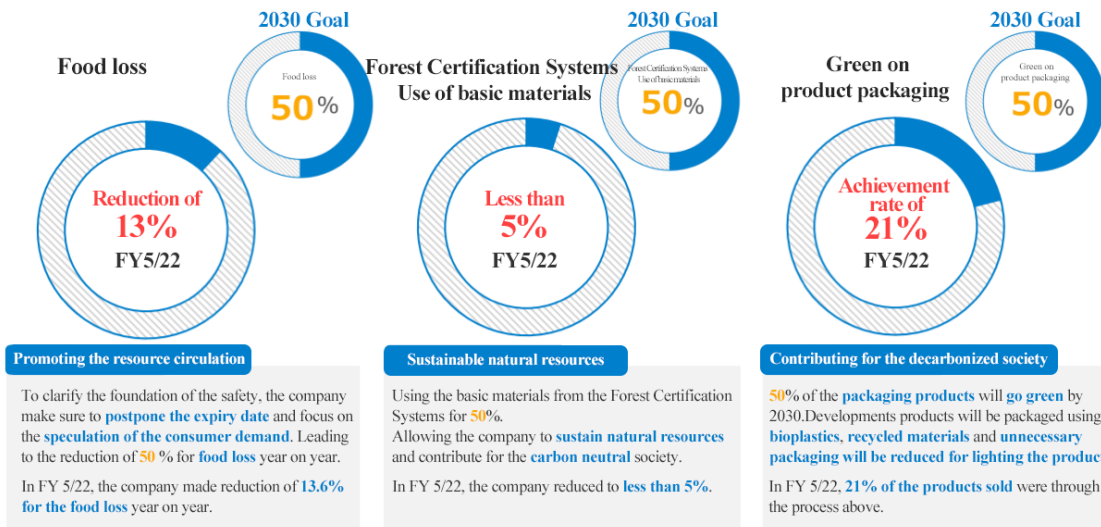 2030 Goal
Food loss
Food loss
50%
Reduction of
13%
FY5/22
Promoting the resource circulation
To clarify the foundation of the safety, the company
make sure to postpone the expiry date and focus on
the speculation of the consumer demand. Leading
to the reduction of 50 % for food loss year on year.
In FY 5/22, the company made reduction of 13.6%
for the food loss year on year.
2030 Goal
Forest Certification Systems
Use of basic materials
Forest Certification Systems
Use of basic materials
50%
Less than
5%
FY5/22
Sustainable natural resources
Using the basic materials from the Forest Certification
Systems for 50%.
Allowing the company to sustain natural resources
and contribute for the carbon neutral society.
In FY 5/22, the company reduced to less than 5%.
2030 Goal
Green on
product packaging
Green on
product packaging
50%
Achievement
rate of
21%
FY5/22
Contributing for the decarbonized society
50% of the packaging products will go green by
2030.Developments products will be packaged using
bioplastics, recycled materials and unnecessary
packaging will be reduced for lighting the produc
In FY 5/22, 21% of the products sold were through
the process above.